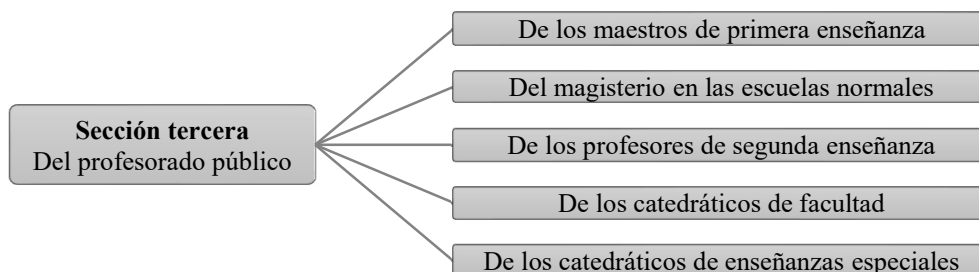 Sección tercera
Del profesorado público
De los maestros de primera enseñanza
Del magisterio en las escuelas normales
De los profesores de segunda enseñanza
De los catedráticos de facultad
De los catedráticos de enseñanzas especiales